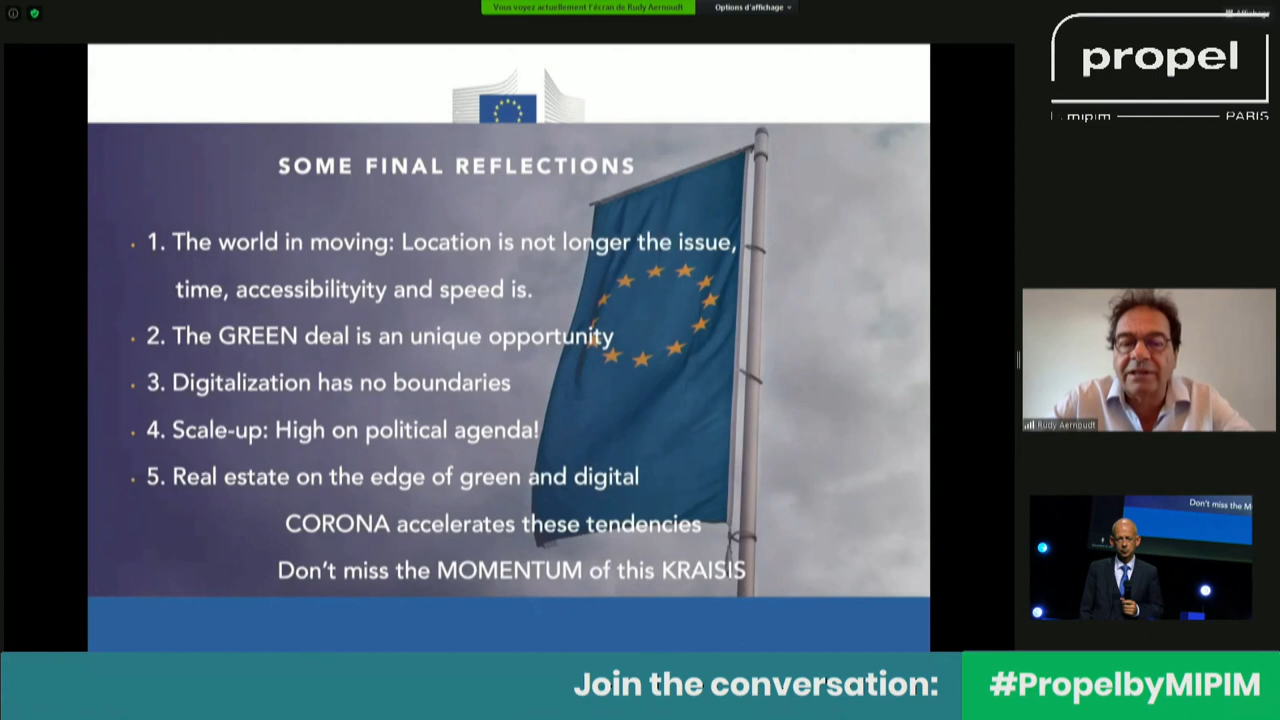 Vous voyez actuellement l'écran de Rudy Aernoudt
Options d'affichage
Affichage
propel
mipim
PARIS
SOME FINAL REFLECTIONS
1. The world in moving: Location is not longer the issue,
time, accessibilityity and speed is.
2. The GREEN deal is an unique opportunity
3. Digitalization has no boundaries
4. Scale-up: High on political agenda!
5. Real estate on the edge of green and digital
CORONA accelerates these tendencies
Don't miss the MOMENTUM of this KRAISIS
Rudy Aernoudt
Don't miss the M
Join the conversation:
#PropelbyMIPIM